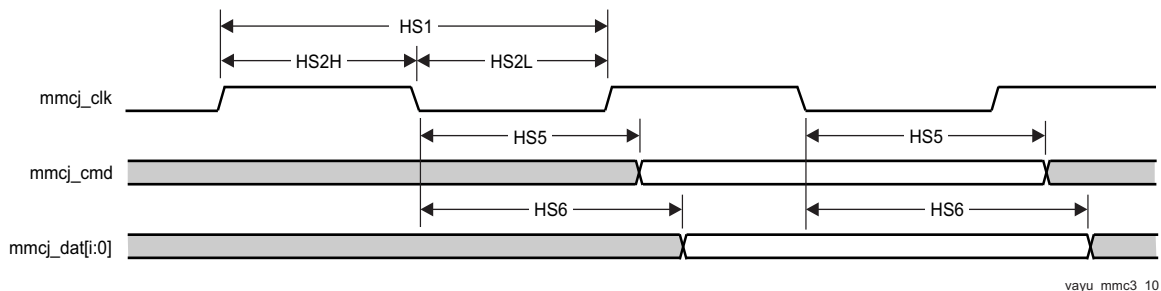 HS1
HS2H HS2L
mmcj_clk
HS5 HS5
mmcj_cmd
HS6 HS6
mmcj_dat[i:0]
vayu_mmc3_10